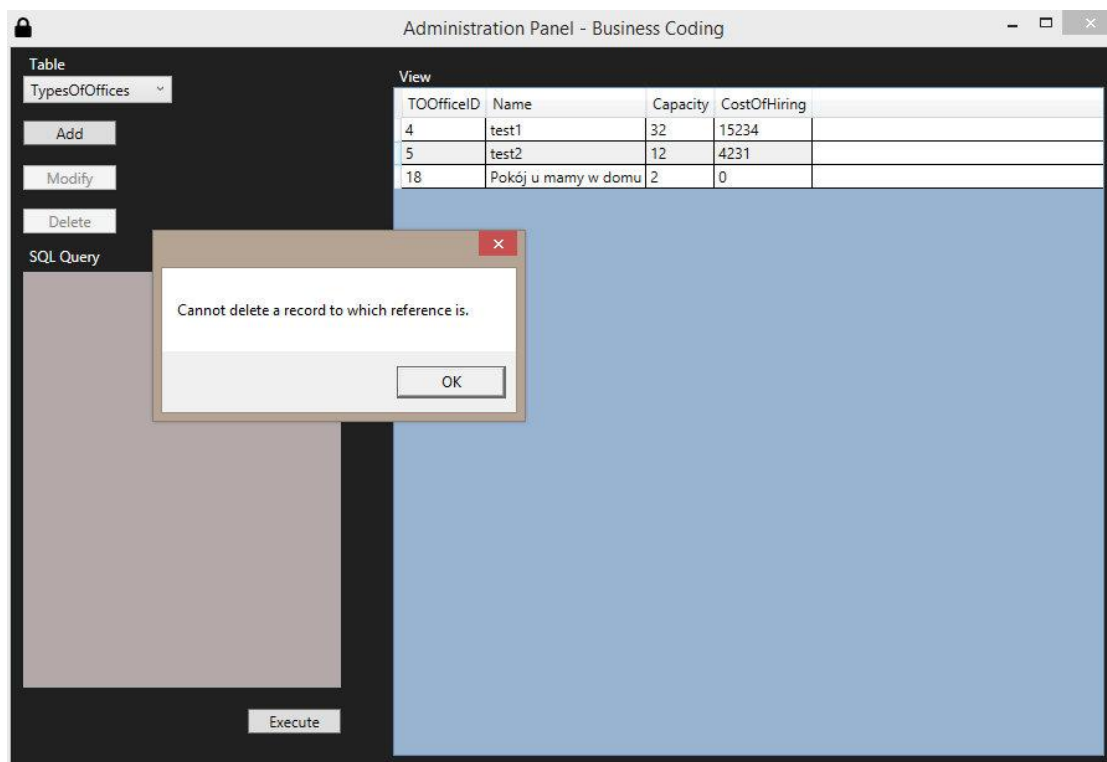 Administration Panel - Business Coding
Table
TypesOfOffices
Add
Modify
Delete
SQL Query
View
TOOfficeID Name Capacity CostOfHiring
4 test1 32 15234
5 test2 12 4231
18 Pokój u mamy w domu 2 0
Cannot delete a record to which reference is.
OK
Execute